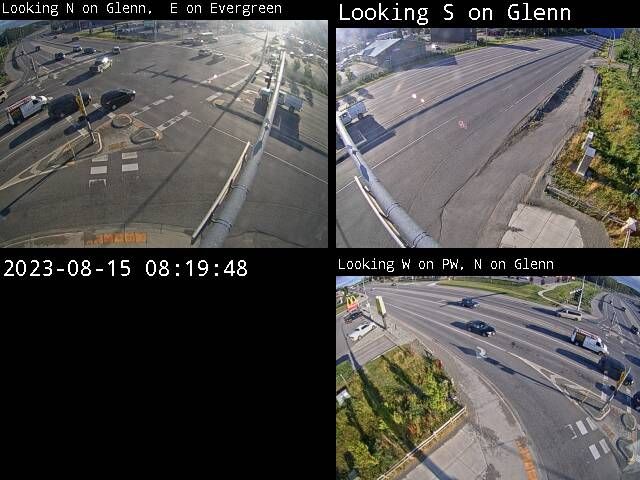 Looking N on Glenn,  E on Evergreen
Looking S on Glenn
2023-08-15 08:19:48
Looking W on PW, N on Glenn